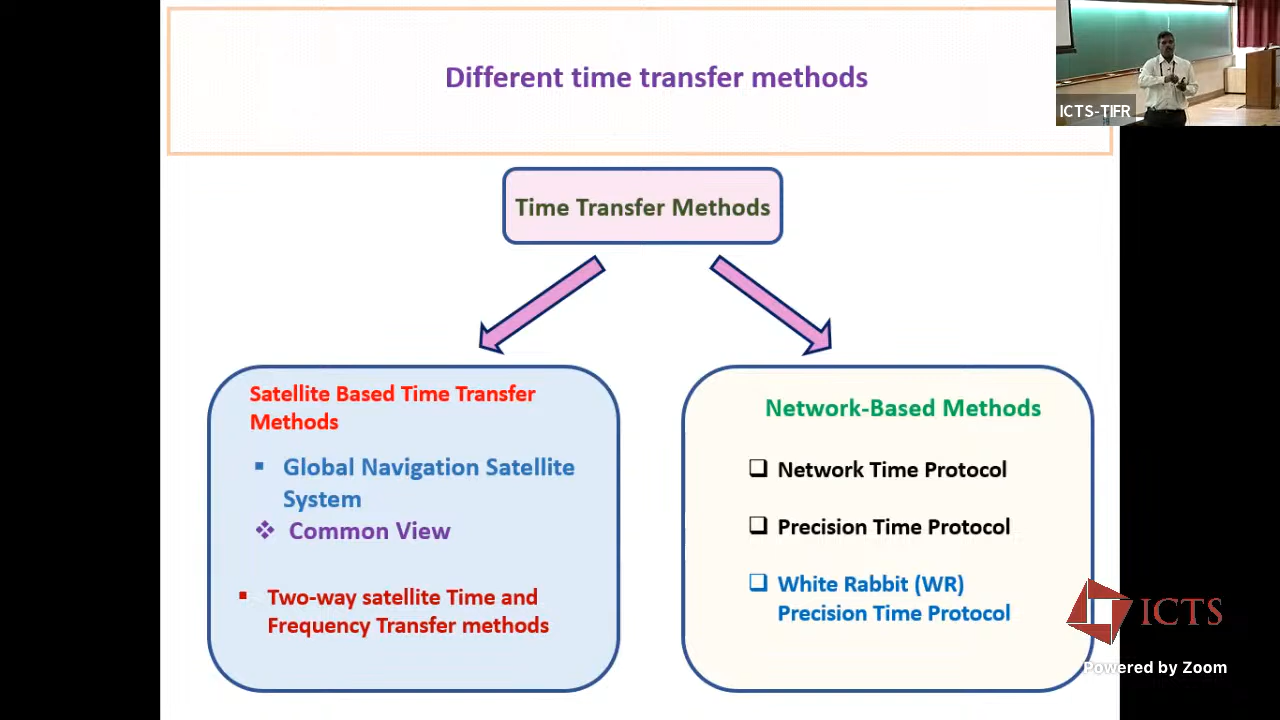 Different time transfer methods
ICTS-TIFR
Time Transfer Methods
Satellite Based Time Transfer
Methods
Global Navigation Satellite
System
Common View
Two-way satellite Time and
Frequency Transfer methods
Network-Based Methods
Network Time Protocol
Precision Time Protocol
White Rabbit (WR)
Precision Time Protocol
ICTS
Powered by Zoom